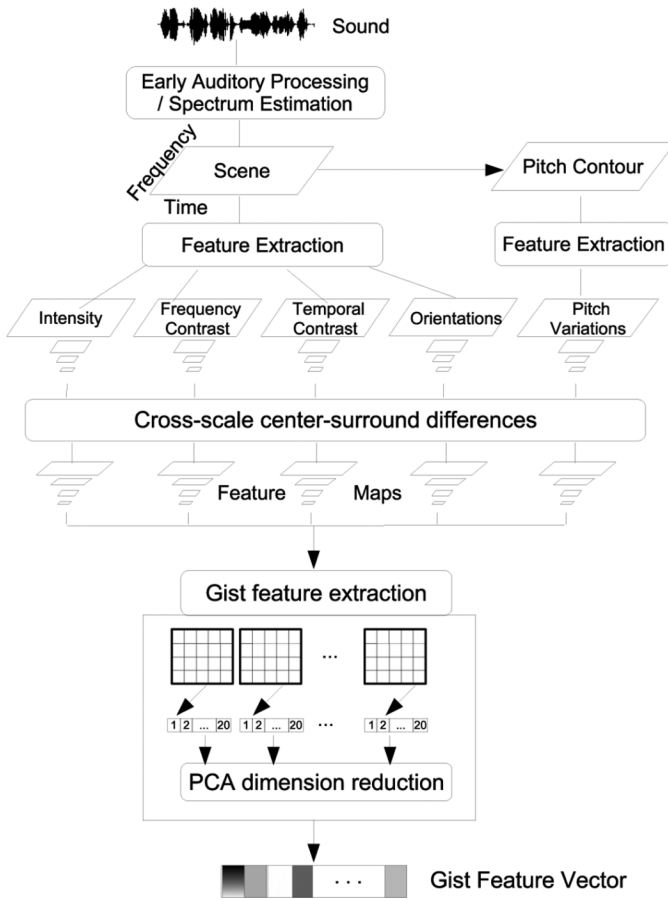 Sound
Early Auditory Processing
/ Spectrum Estimation
Frequency
Scene
Pitch Contour
Time
Feature Extraction
Feature Extraction
Intensity
Frequency
Contrast
Temporal
Contrast
Orientations
Pitch
Variations
Cross-scale center-surround differences
Feature Maps
Gist feature extraction
...
1 2 ... 20 1 2 ... 20 ... 1 2 ... 20
PCA dimension reduction
...
Gist Feature Vector